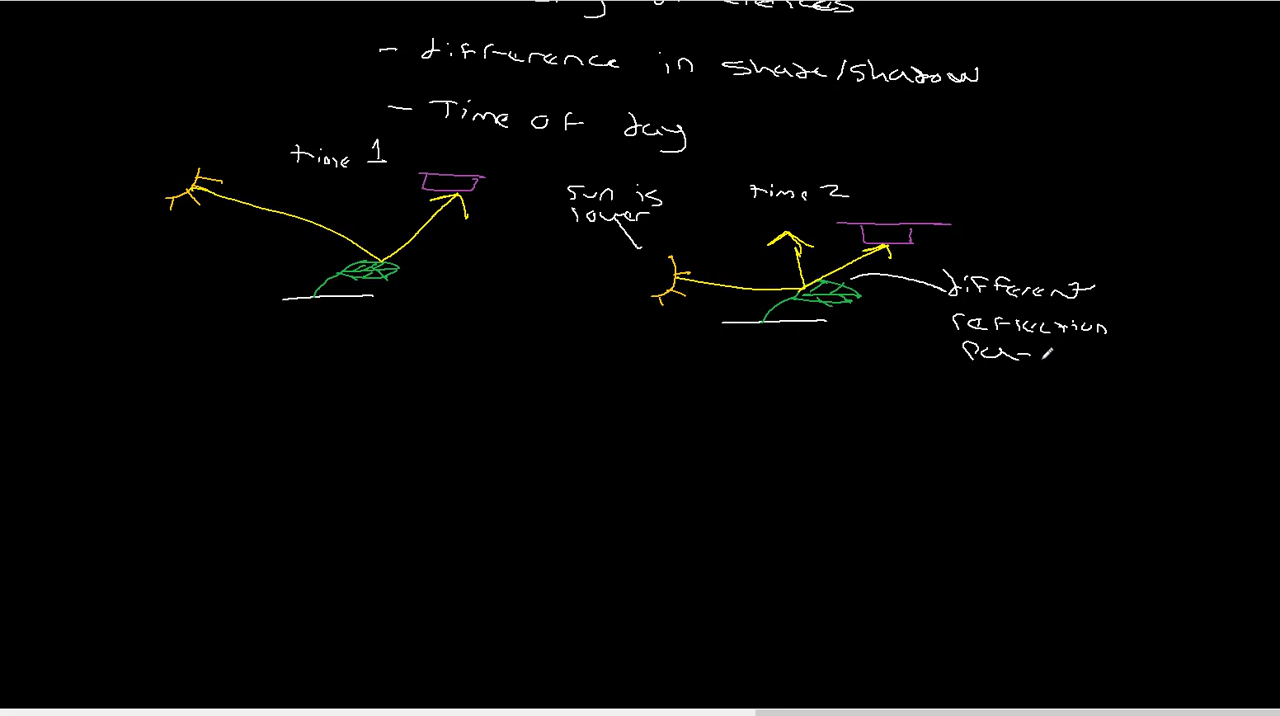 - difference in shade/shadow
- Time of day
time 1
sun is
lower
time 2
different
reflection